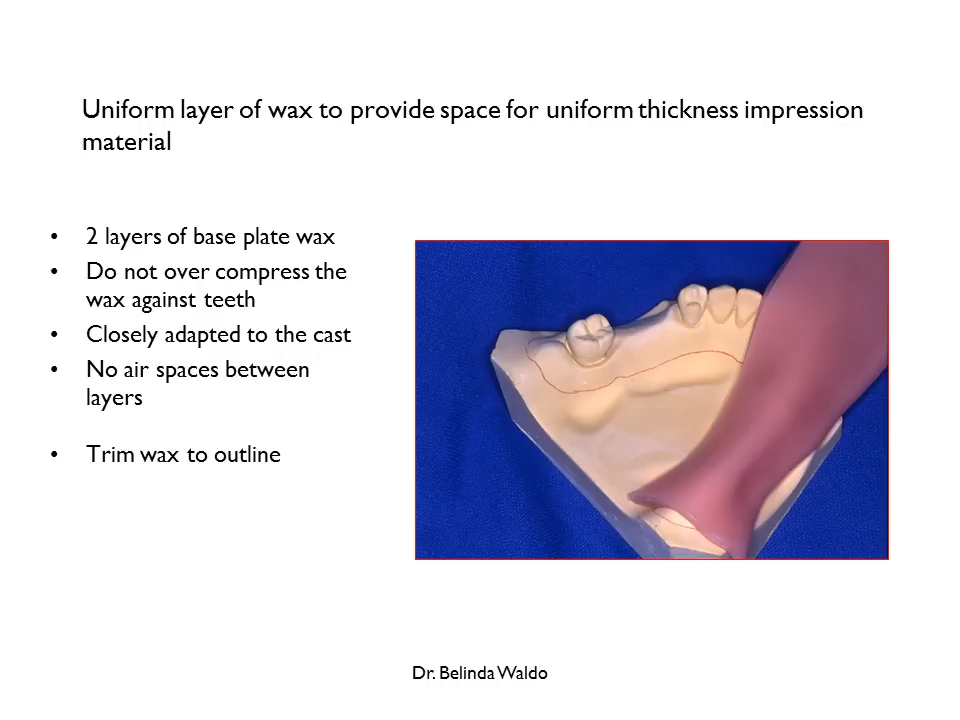 Uniform layer of wax to provide space for uniform thickness impression
material
• 2 layers of base plate wax
• Do not over compress the
wax against teeth
• Closely adapted to the cast
• No air spaces between
layers
• Trim wax to outline
Dr. Belinda Waldo